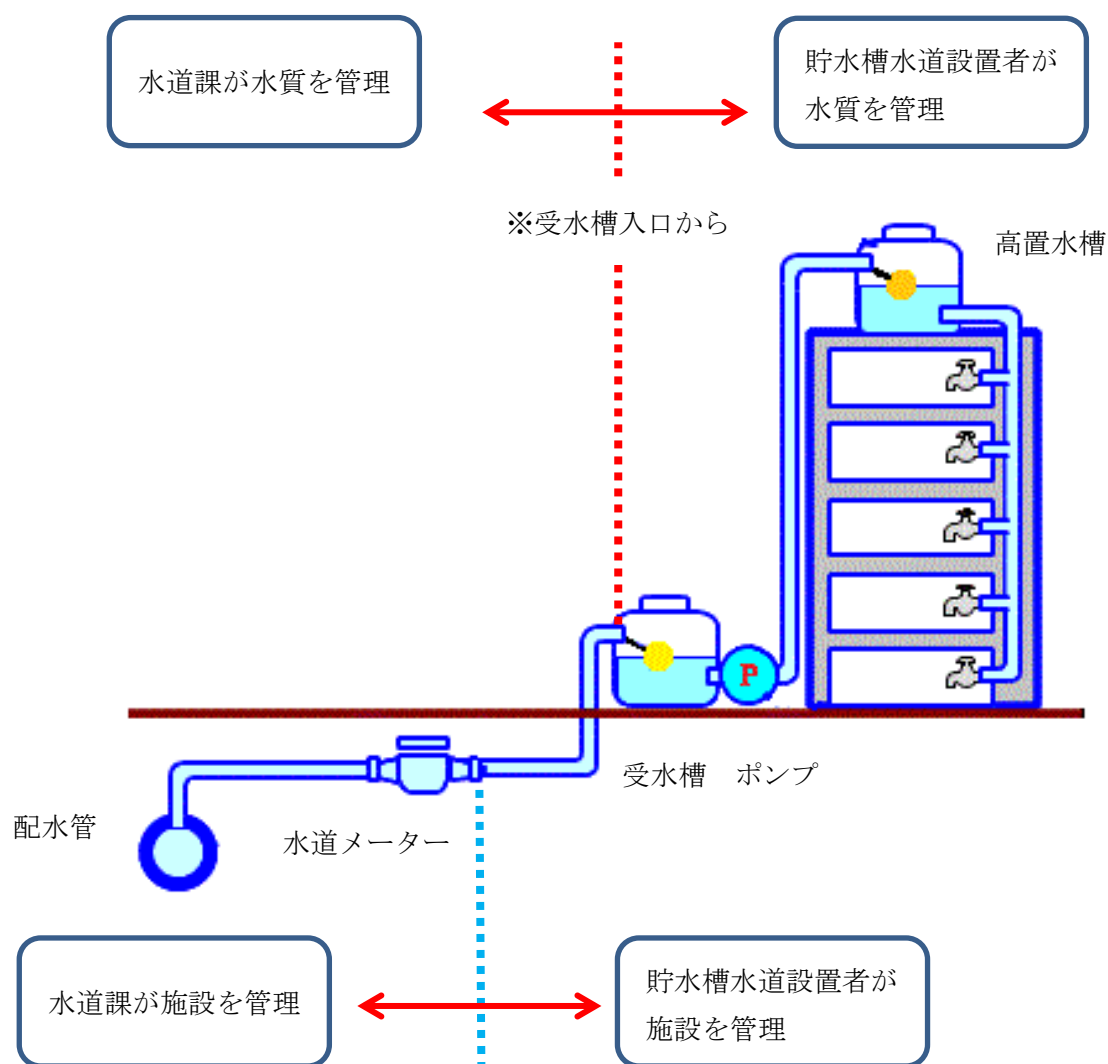 水道課が水質を管理
貯水槽水道設置者が
水質を管理
※受水槽入口から
高置水槽
P
受水槽　ポンプ
配水管
水道メーター
水道課が施設を管理
貯水槽水道設置者が
施設を管理